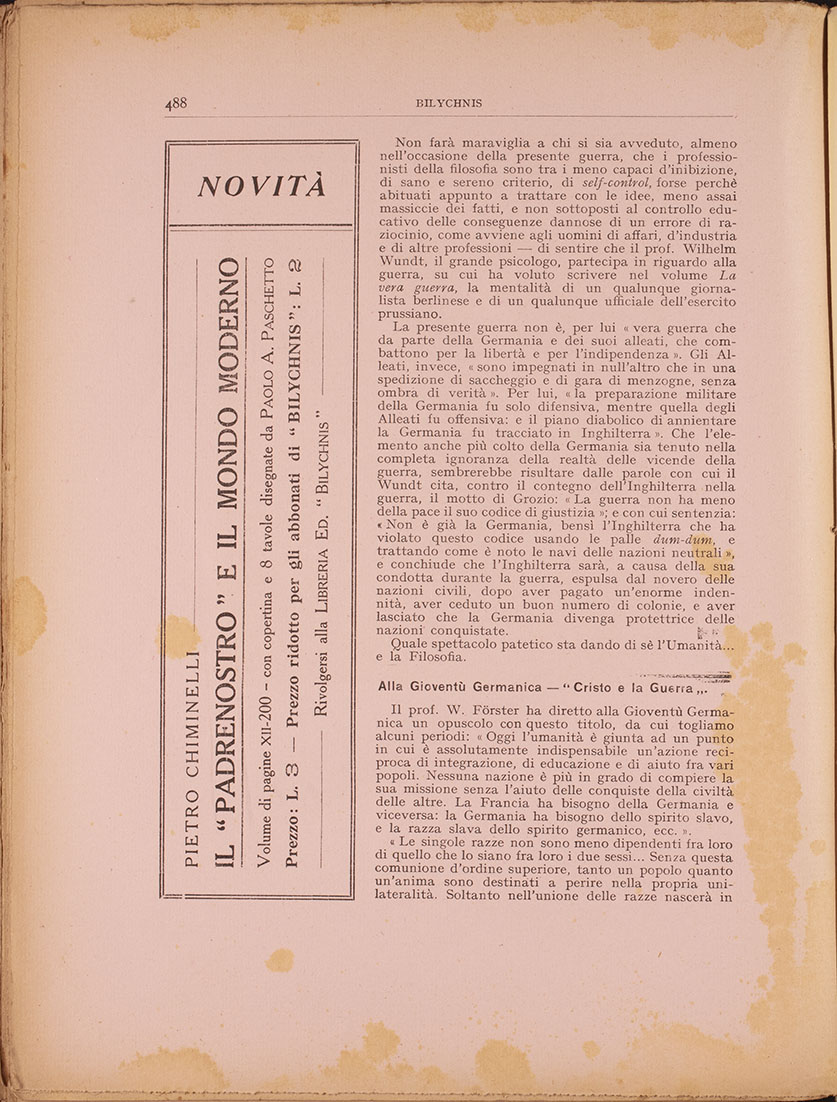 488
BILYCHNIS
NOVITÀ
PIETRO CHIMINELLI
IL “PADRENOSTRO” E IL MONDO MODERNO
Volume di pagine XII-200 - con copertina e 8 tavole disegnate da PAOLO A. PASCHETTO
Prezzo: L. 3 — Prezzo ridotto per gli abbonati di “BILYCHNIS”: L. 2
Rivolgersi alla LIBRERIA ED. “BILYCHNIS”
Non farà maraviglia a chi si sia avveduto, almeno
nell'occasione della presente guerra, che i professio-
nisti della filosofia sono tra i meno capaci d'inibizione,
di sano e sereno criterio, di self-control, forse perchè
abituati appunto a trattare con le idee, meno assai
massiccie dei fatti, e non sottoposti al controllo edu-
cativo delle conseguenze dannose di un errore di ra-
ziocinio, come avviene agli uomini di affari, d'industria
e di altre professioni — di sentire che il prof. Wilhelm
Wundt, il grande psicologo, partecipa in riguardo alla
guerra, su cui ha voluto scrivere nel volume La
vera guerra, la mentalità di un qualunque giorna-
lista berlinese e di un qualunque ufficiale dell'esercito
prussiano.
La presente guerra non è, per lui « vera guerra che
da parte della Germania e dei suoi alleati, che com-
battono per la libertà e per l'indipendenza ». Gli Al-
leati, invece, « sono impegnati in null'altro che in una
spedizione di saccheggio e di gara di menzogne, senza
ombra di verità ». Per lui, « la preparazione militare
della Germania fu solo difensiva, mentre quella degli
Alleati fu offensiva: e il piano diabolico di annientare
la Germania fu tracciato in Inghilterra ». Che l'ele-
mento anche più colto della Germania sia tenuto nella
completa ignoranza della realtà delle vicende della
guerra, sembrerebbe risultare dalle parole con cui il
Wundt cita, contro il contegno dell'Inghilterra nella
guerra, il motto di Grozio: « La guerra non ha meno
della pace il suo codice di giustizia »; e con cui sentenzia:
« Non è già la Germania, bensì l'Inghilterra che ha
violato questo codice usando le palle dum-dum, e
trattando come è noto le navi delle nazioni neutrali »,
e conchiude che l'Inghilterra sarà, a causa della sua
condotta durante la guerra, espulsa dal novero delle
nazioni civili, dopo aver pagato un'enorme inden-
nità, aver ceduto un buon numero di colonie, e aver
lasciato che la Germania divenga protettrice delle
nazioni conquistate.
Quale spettacolo patetico sta dando di sè l'Umanità...
e la Filosofia.
Alla Gioventù Germanica — “ Cristo e la Guerra „.
Il prof. W. Förster ha diretto alla Gioventù Germa-
nica un opuscolo con questo titolo, da cui togliamo
alcuni periodi: « Oggi l'umanità è giunta ad un punto
in cui è assolutamente indispensabile un'azione reci-
proca di integrazione, di educazione e di aiuto fra vari
popoli. Nessuna nazione è più in grado di compiere la
sua missione senza l'aiuto delle conquiste della civiltà
delle altre. La Francia ha bisogno della Germania e
viceversa: la Germania ha bisogno dello spirito slavo,
e la razza slava dello spirito germanico, ecc. ».
« Le singole razze non sono meno dipendenti fra loro
di quello che lo siano fra loro i due sessi... Senza questa
comunione d'ordine superiore, tanto un popolo quanto
un'anima sono destinati a perire nella propria uni-
lateralità. Soltanto nell'unione delle razze nascerà in